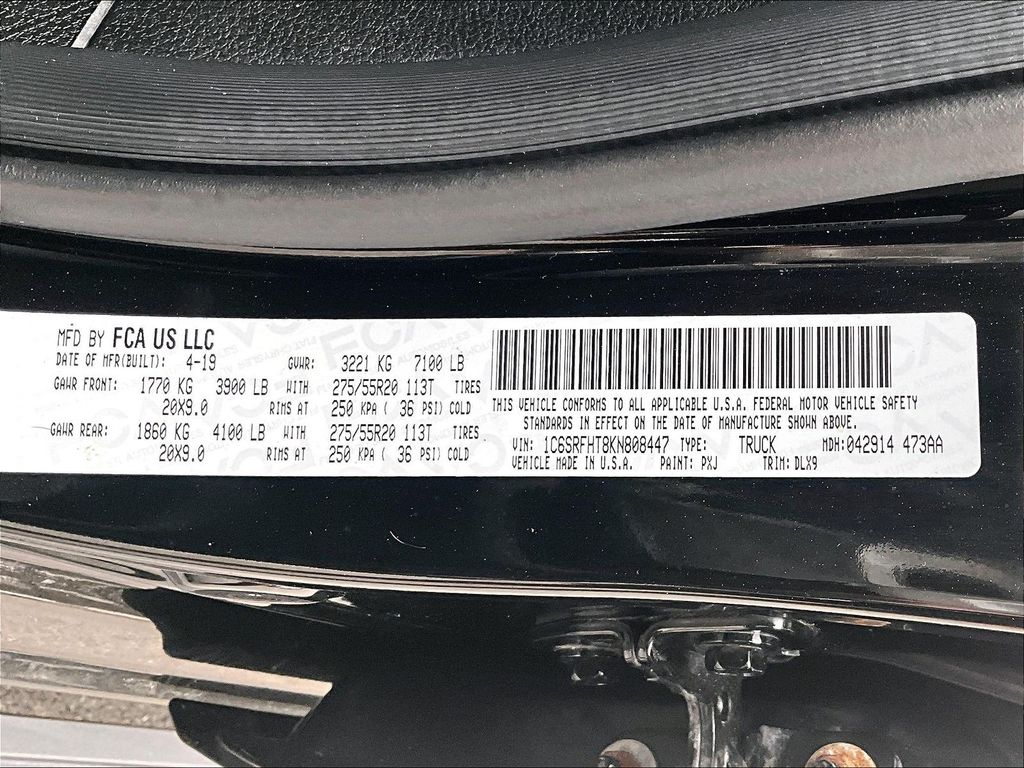 MFD BY FCA US LLC
DATE OF MFR(BUILT): 4-19 GVWR: 3221 KG 7100 LB
GAWR FRONT: 1770 KG 3900 LB WITH 275/55R20 113T TIRES
20X9.0 RIMS AT 250 KPA ( 36 PSI) COLD
GAWR REAR: 1860 KG 4100 LB WITH 275/55R20 113T TIRES
20X9.0 RIMS AT 250 KPA ( 36 PSI) COLD
THIS VEHICLE CONFORMS TO ALL APPLICABLE U.S.A. FEDERAL MOTOR VEHICLE SAFETY
STANDARDS IN EFFECT ON THE DATE OF MANUFACTURE SHOWN ABOVE.
VIN: 1C6SRFHT8KN808447 TYPE: TRUCK MDH: 042914 473AA
VEHICLE MADE IN U.S.A. PAINT: PXJ TRIM: DLX9